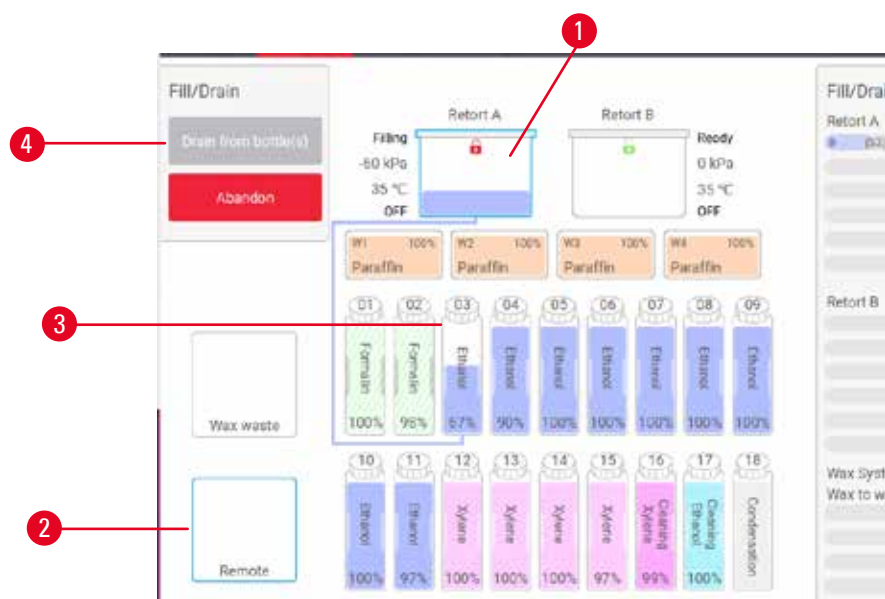 1
Fill/Drain
Drain from bottle(s)
Abandon
4
Retort A
Retort B
Filling
-60 kPa
35 °C
OFF
Ready
0 kPa
35 °C
OFF
Fill/Drai
Retort A
W1 100%
Paraffin
W2 100%
Paraffin
W3 100%
Paraffin
W4 100%
Paraffin
3
01 02 03 04 05 06 07 08 09
Formalin Formalin Ethanol Ethanol Ethanol Ethanol Ethanol Ethanol Ethanol
100% 98% 67% 90% 100% 100% 100% 100% 100%
Retort B
Wax waste
10 11 12 13 14 15 16 17 18
Ethanol Ethanol Xylene Xylene Xylene Xylene Cleaning Xylene Cleaning Ethanol Condensation
100% 97% 100% 100% 100% 97% 99% 100%
Wax Syst
Wax to w
2
Remote